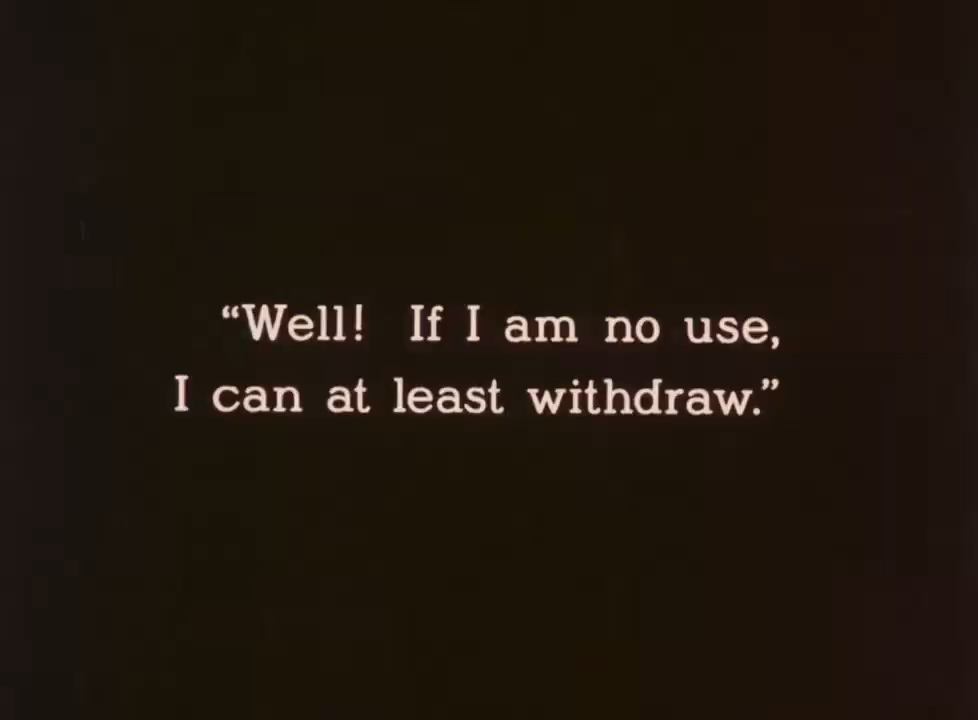 “Well!  If I am no use,
I can at least withdraw.”